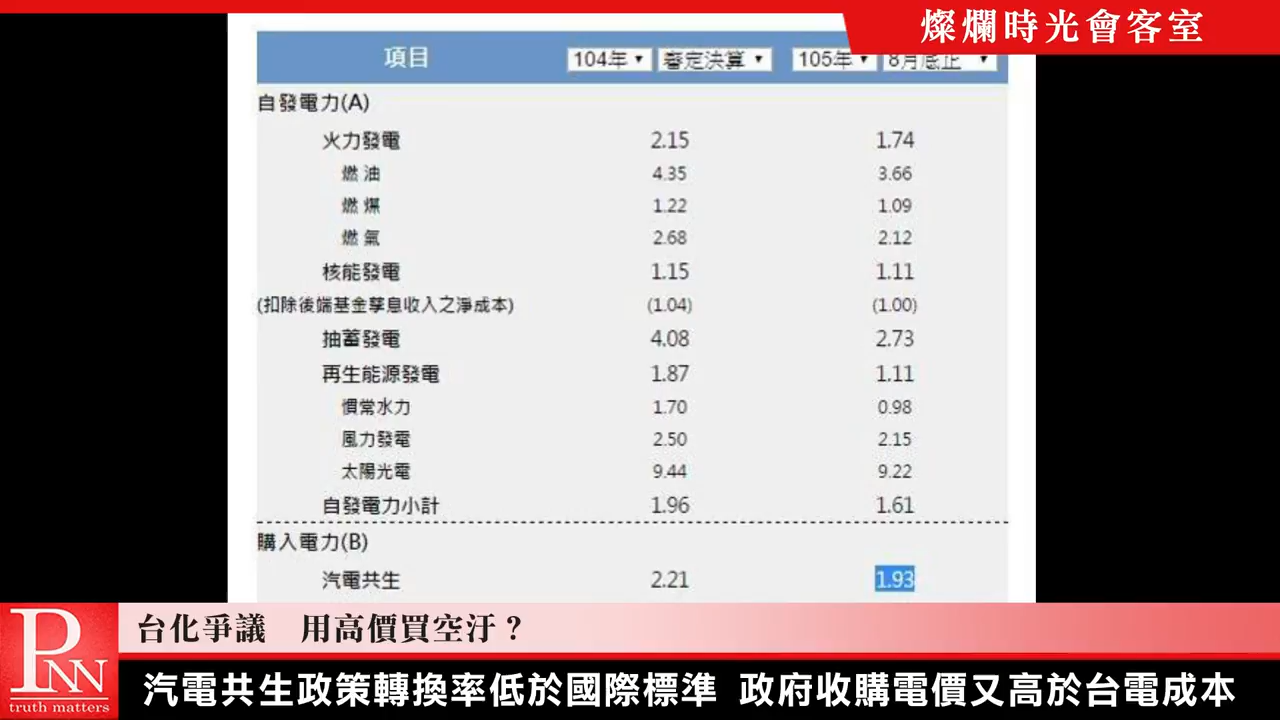 燦爛時光會客室
項目 104年 審定決算 105年 8月底止
自發電力(A)
火力發電 2.15 1.74
燃油 4.35 3.66
燃煤 1.22 1.09
燃氣 2.68 2.12
核能發電 1.15 1.11
(扣除後端基金孳息收入之淨成本) (1.04) (1.00)
抽蓄發電 4.08 2.73
再生能源發電 1.87 1.11
慣常水力 1.70 0.98
風力發電 2.50 2.15
太陽光電 9.44 9.22
自發電力小計 1.96 1.61
購入電力(B)
汽電共生 2.21 1.93
台化爭議 用高價買空汙？
PNN
truth matters
汽電共生政策轉換率低於國際標準 政府收購電價又高於台電成本